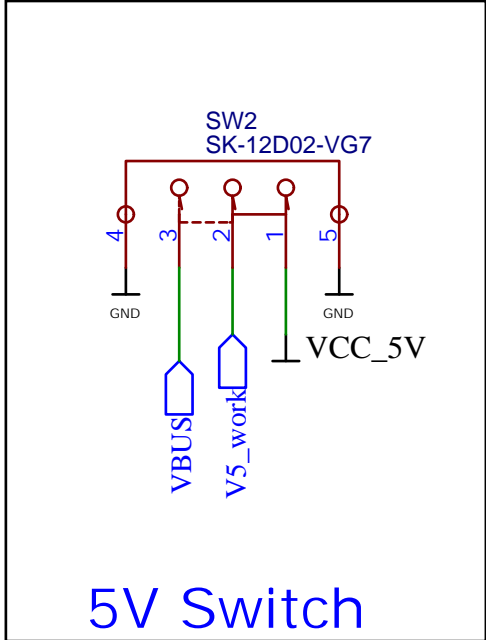 SW2
SK-12D02-VG7
4
3
2
1
5
GND
GND
VCC_5V
VBUS
V5_work
5V Switch